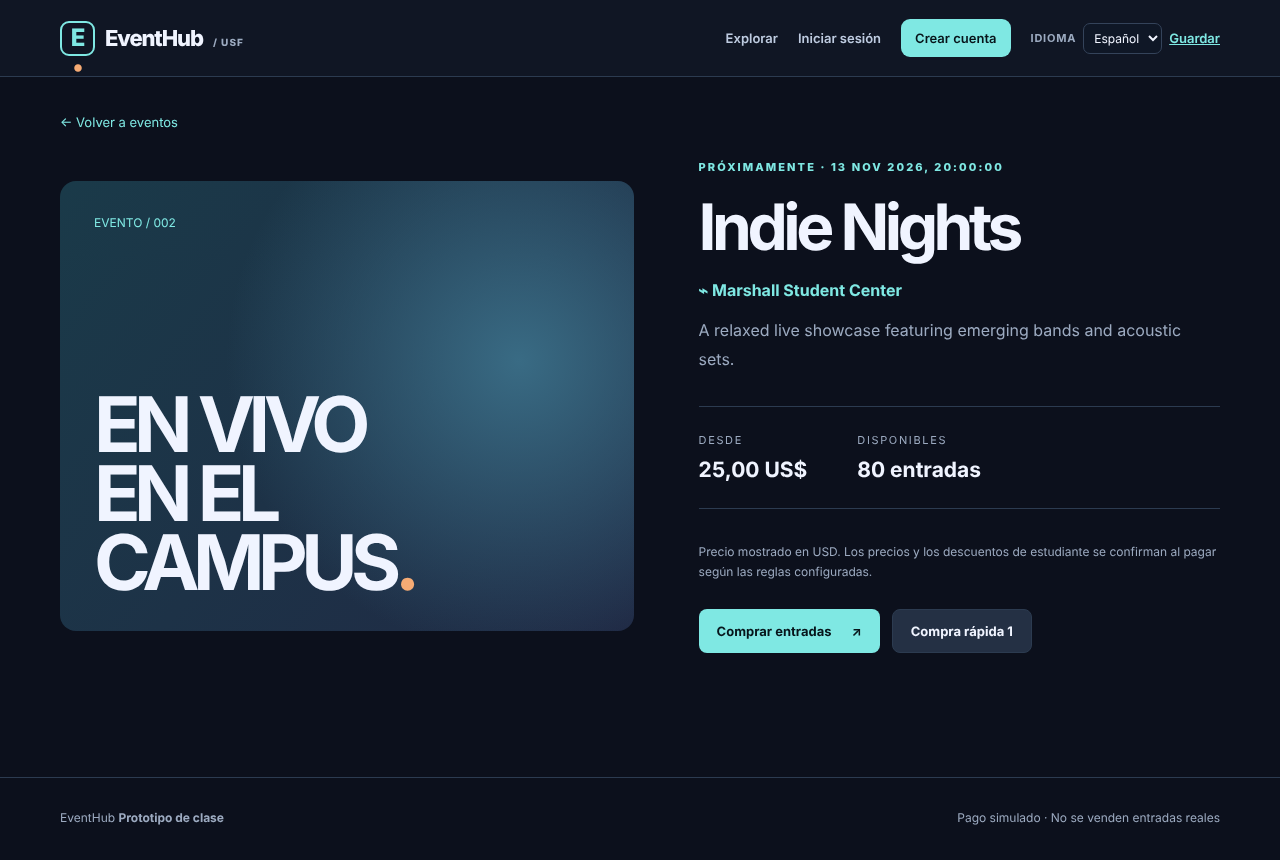 E EventHub / USF
Explorar Iniciar sesión Crear cuenta IDIOMA Español Guardar
← Volver a eventos
EVENTO / 002
EN VIVO
EN EL
CAMPUS.
PRÓXIMAMENTE · 13 NOV 2026, 20:00:00
Indie Nights
⌁ Marshall Student Center
A relaxed live showcase featuring emerging bands and acoustic
sets.
DESDE DISPONIBLES
25,00 US$ 80 entradas
Precio mostrado en USD. Los precios y los descuentos de estudiante se confirman al pagar
según las reglas configuradas.
Comprar entradas ↗ Compra rápida 1
EventHub Prototipo de clase
Pago simulado · No se venden entradas reales